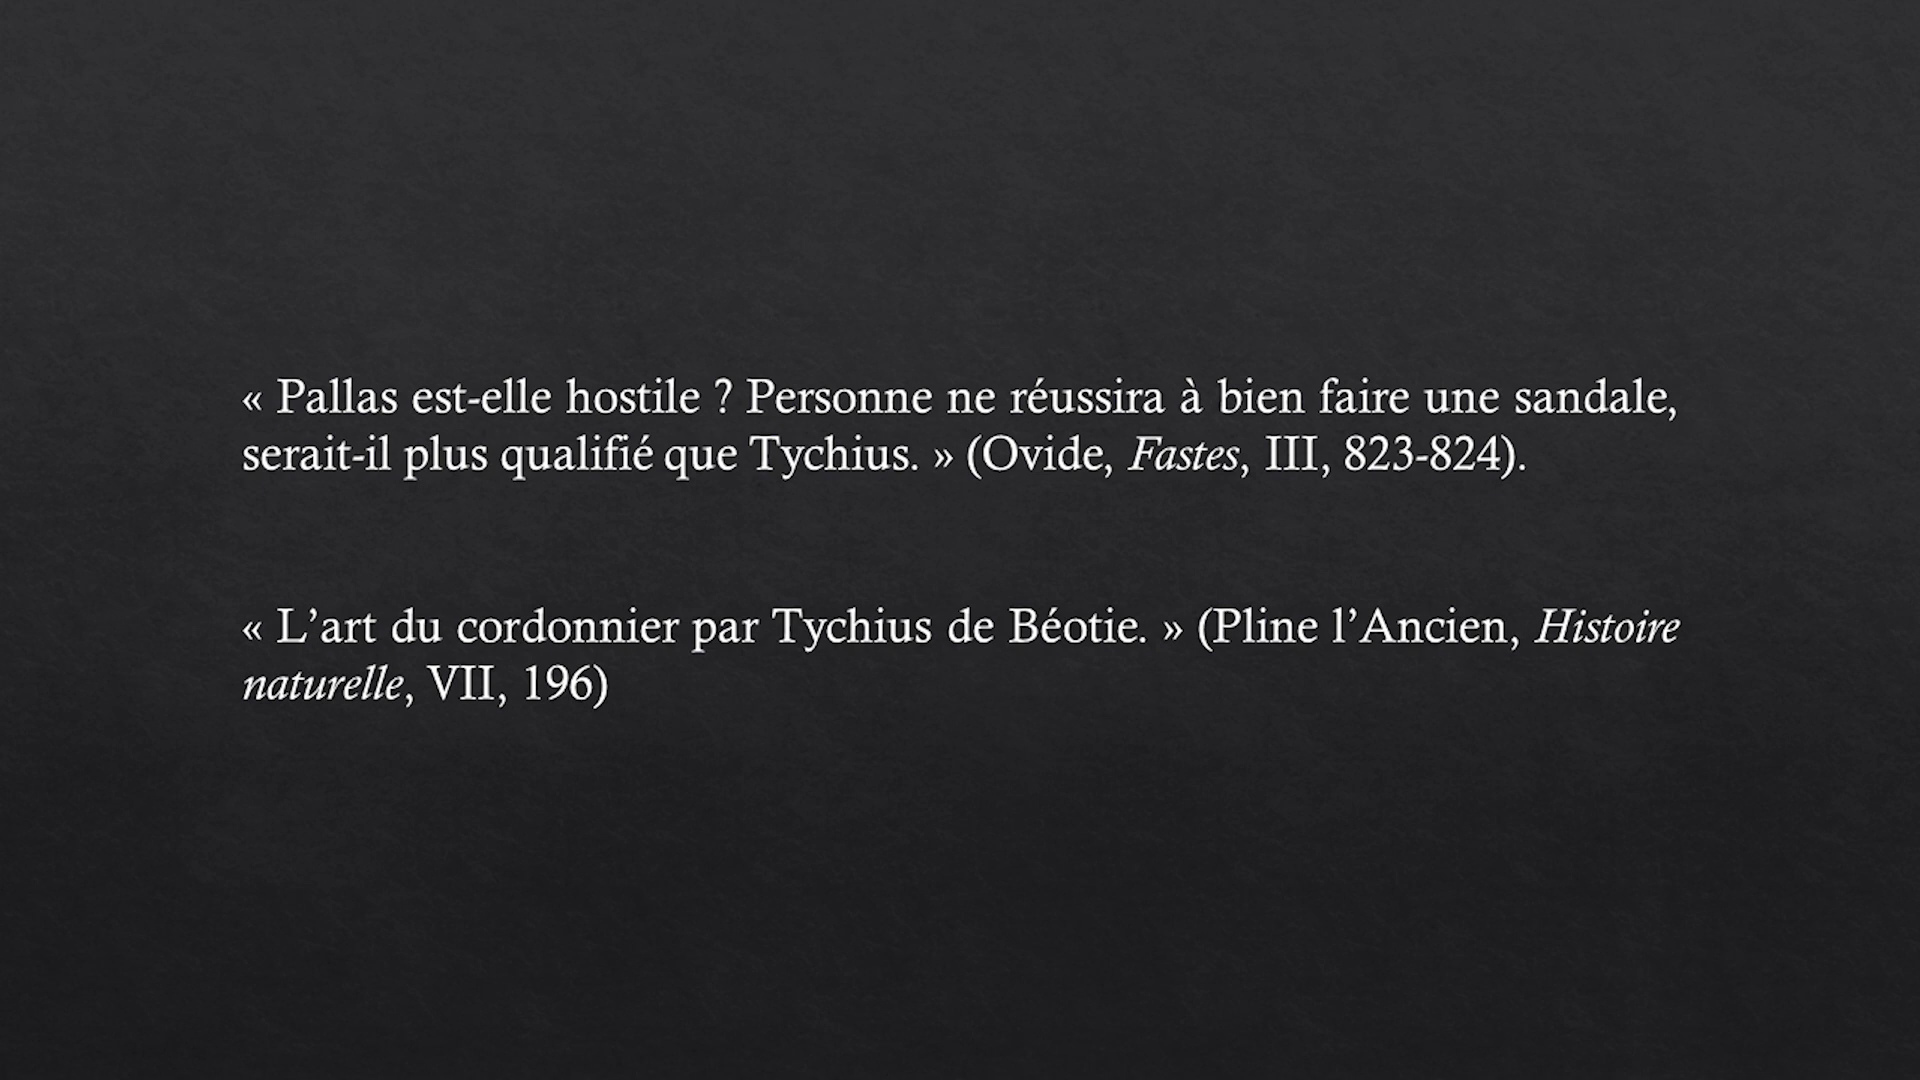 « Pallas est-elle hostile ? Personne ne réussira à bien faire une sandale,
serait-il plus qualifié que Tychius. » (Ovide, Fastes, III, 823-824).
« L’art du cordonnier par Tychius de Béotie. » (Pline l’Ancien, Histoire
naturelle, VII, 196)